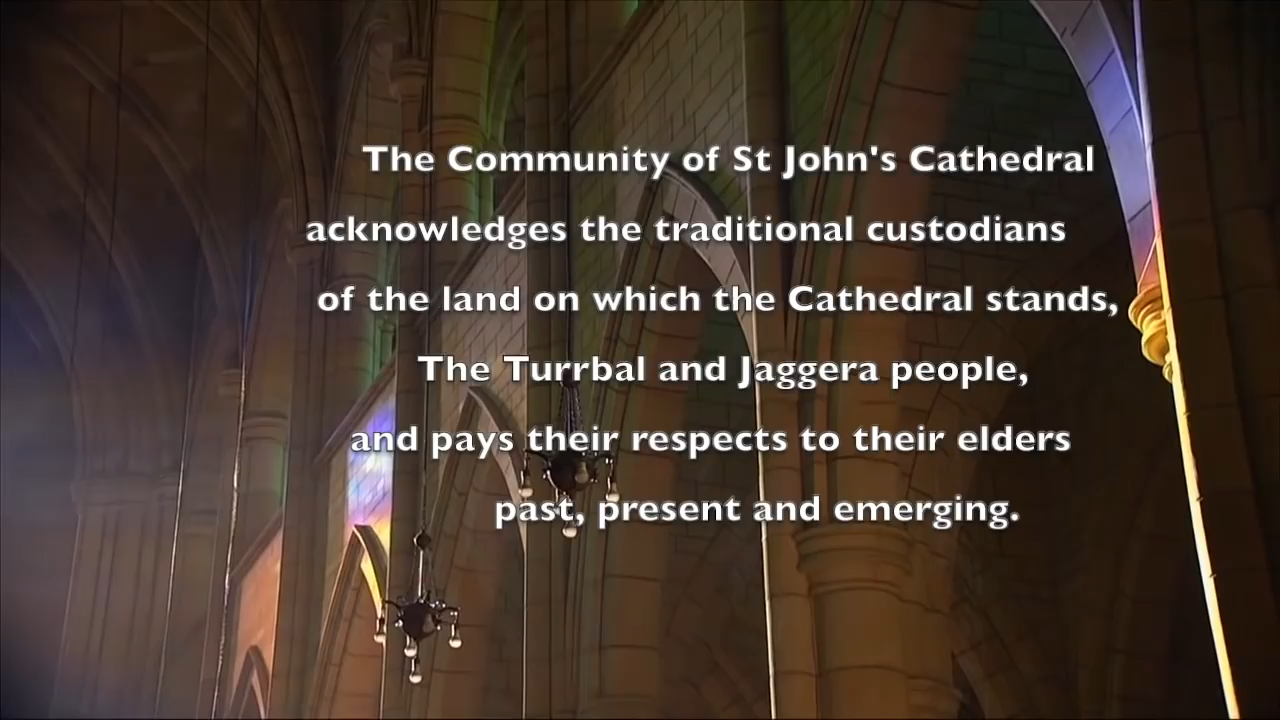 The Community of St John's Cathedral
acknowledges the traditional custodians
of the land on which the Cathedral stands,
The Turrbal and Jaggera people,
and pays their respects to their elders
past, present and emerging.